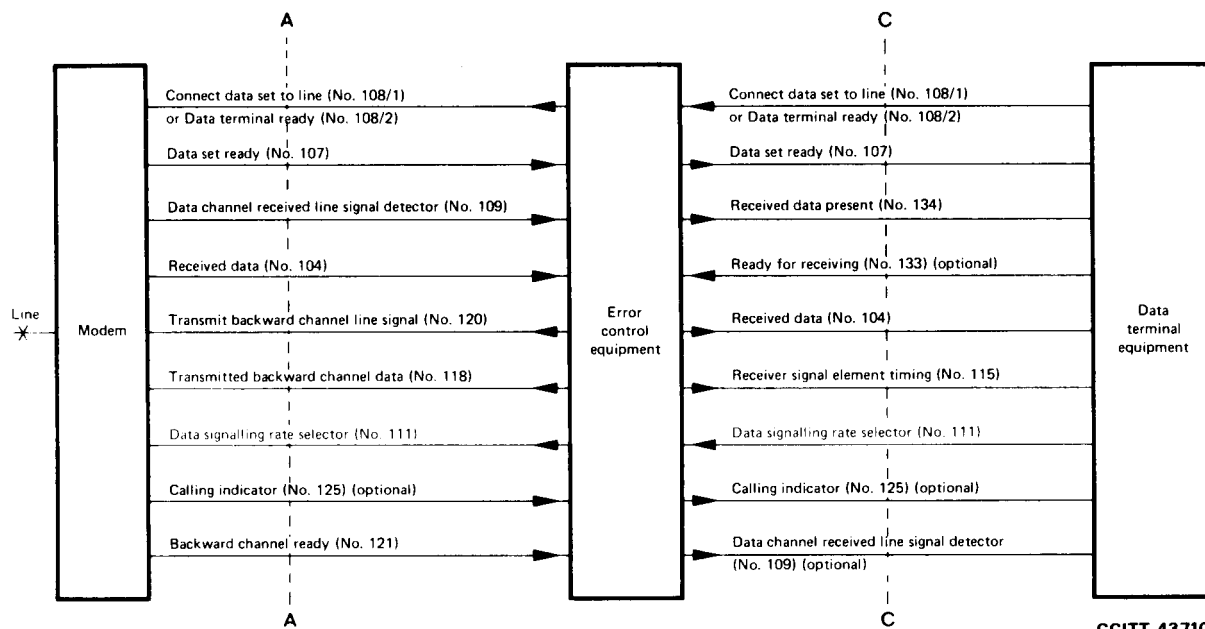 A
C
Connect data set to line (No. 108/1)
or Data terminal ready (No. 108/2)
Data set ready (No. 107)
Data channel received line signal detector (No. 109)
Received data (No. 104)
Line
Modem
Transmit backward channel line signal (No. 120)
Transmitted backward channel data (No. 118)
Data signalling rate selector (No. 111)
Calling indicator (No. 125) (optional)
Backward channel ready (No. 121)
Error
control
equipment
Connect data set to line (No. 108/1)
or Data terminal ready (No. 108/2)
Data set ready (No. 107)
Received data present (No. 134)
Ready for receiving (No. 133) (optional)
Received data (No. 104)
Receiver signal element timing (No. 115)
Data signalling rate selector (No. 111)
Calling indicator (No. 125) (optional)
Data channel received line signal detector
(No. 109) (optional)
Data
terminal
equipment
A
C
CCITT 43710